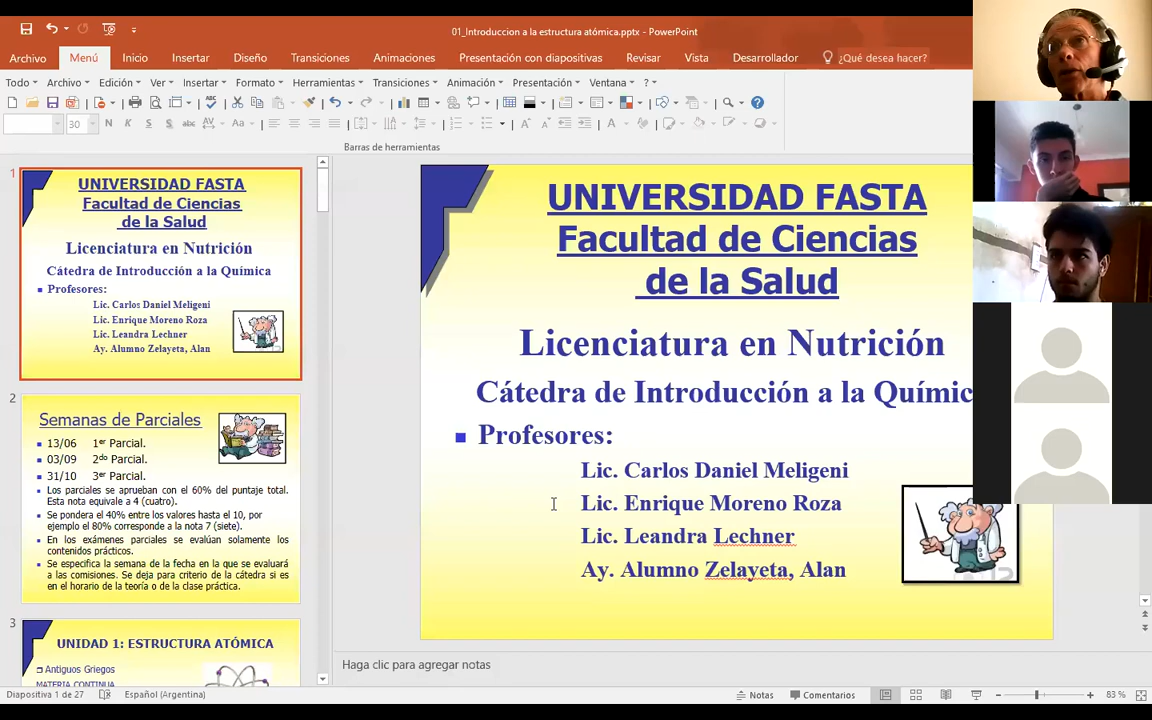 01_Introduccion a la estructura atómica.pptx - PowerPoint
Archivo Menú Inicio Insertar Diseño Transiciones Animaciones Presentación con diapositivas Revisar Vista Desarrollador ¿Qué desea hacer?
Todo Archivo Edición Ver Insertar Formato Herramientas Transiciones Animación Presentación Ventana ?
30 N K S S abc AV Aa
Barras de herramientas
1
UNIVERSIDAD FASTA
Facultad de Ciencias
de la Salud
Licenciatura en Nutrición
Cátedra de Introducción a la Química
Profesores:
Lic. Carlos Daniel Meligeni
Lic. Enrique Moreno Roza
Lic. Leandra Lechner
Ay. Alumno Zelayeta, Alan
2
Semanas de Parciales
13/06 1er Parcial.
03/09 2do Parcial.
31/10 3er Parcial.
Los parciales se aprueban con el 60% del puntaje total.
Esta nota equivale a 4 (cuatro).
Se pondera el 40% entre los valores hasta el 10, por
ejemplo el 80% corresponde a la nota 7 (siete).
En los exámenes parciales se evalúan solamente los
contenidos prácticos.
Se especifica la semana de la fecha en la que se evaluará
a las comisiones. Se deja para criterio de la cátedra si es
en el horario de la teoría o de la clase práctica.
3
UNIDAD 1: ESTRUCTURA ATÓMICA
Antiguos Griegos
MATERIA CONTINUA
UNIVERSIDAD FASTA
Facultad de Ciencias
de la Salud
Licenciatura en Nutrición
Cátedra de Introducción a la Químic
Profesores:
Lic. Carlos Daniel Meligeni
Lic. Enrique Moreno Roza
Lic. Leandra Lechner
Ay. Alumno Zelayeta, Alan
Haga clic para agregar notas
Diapositiva 1 de 27 Español (Argentina) Notas Comentarios 83 %